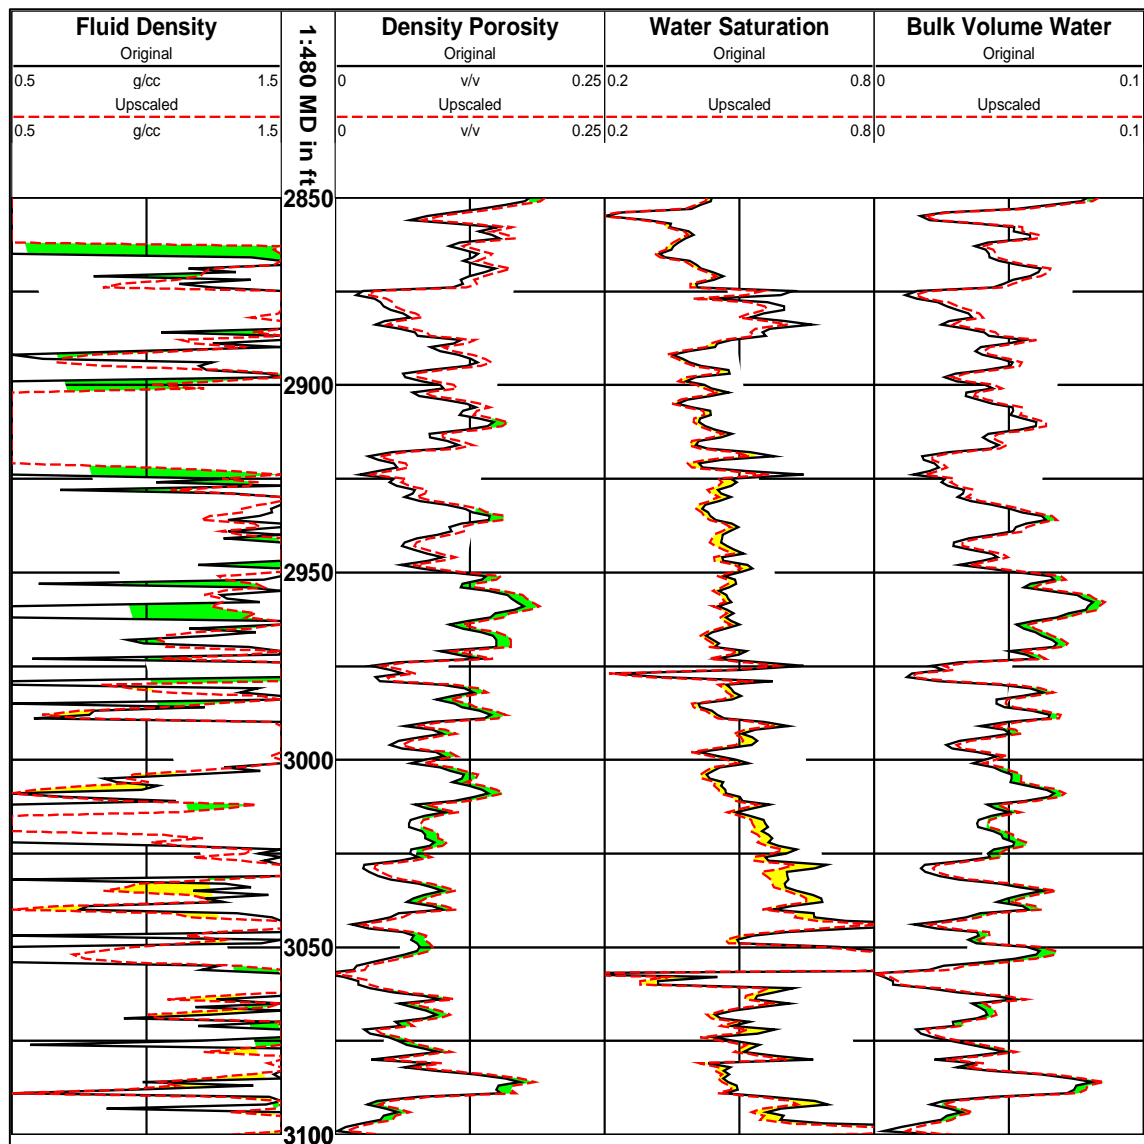 Fluid Density
Original
0.5 g/cc 1.5
Upscaled
0.5 g/cc 1.5
1:480 MD in ft
Density Porosity
Original
0 v/v 0.25
Upscaled
0 v/v 0.25
Water Saturation
Original
0.2 0.8
Upscaled
0.2 0.8
Bulk Volume Water
Original
0 0.1
Upscaled
0 0.1
2850
2900
2950
3000
3050
3100